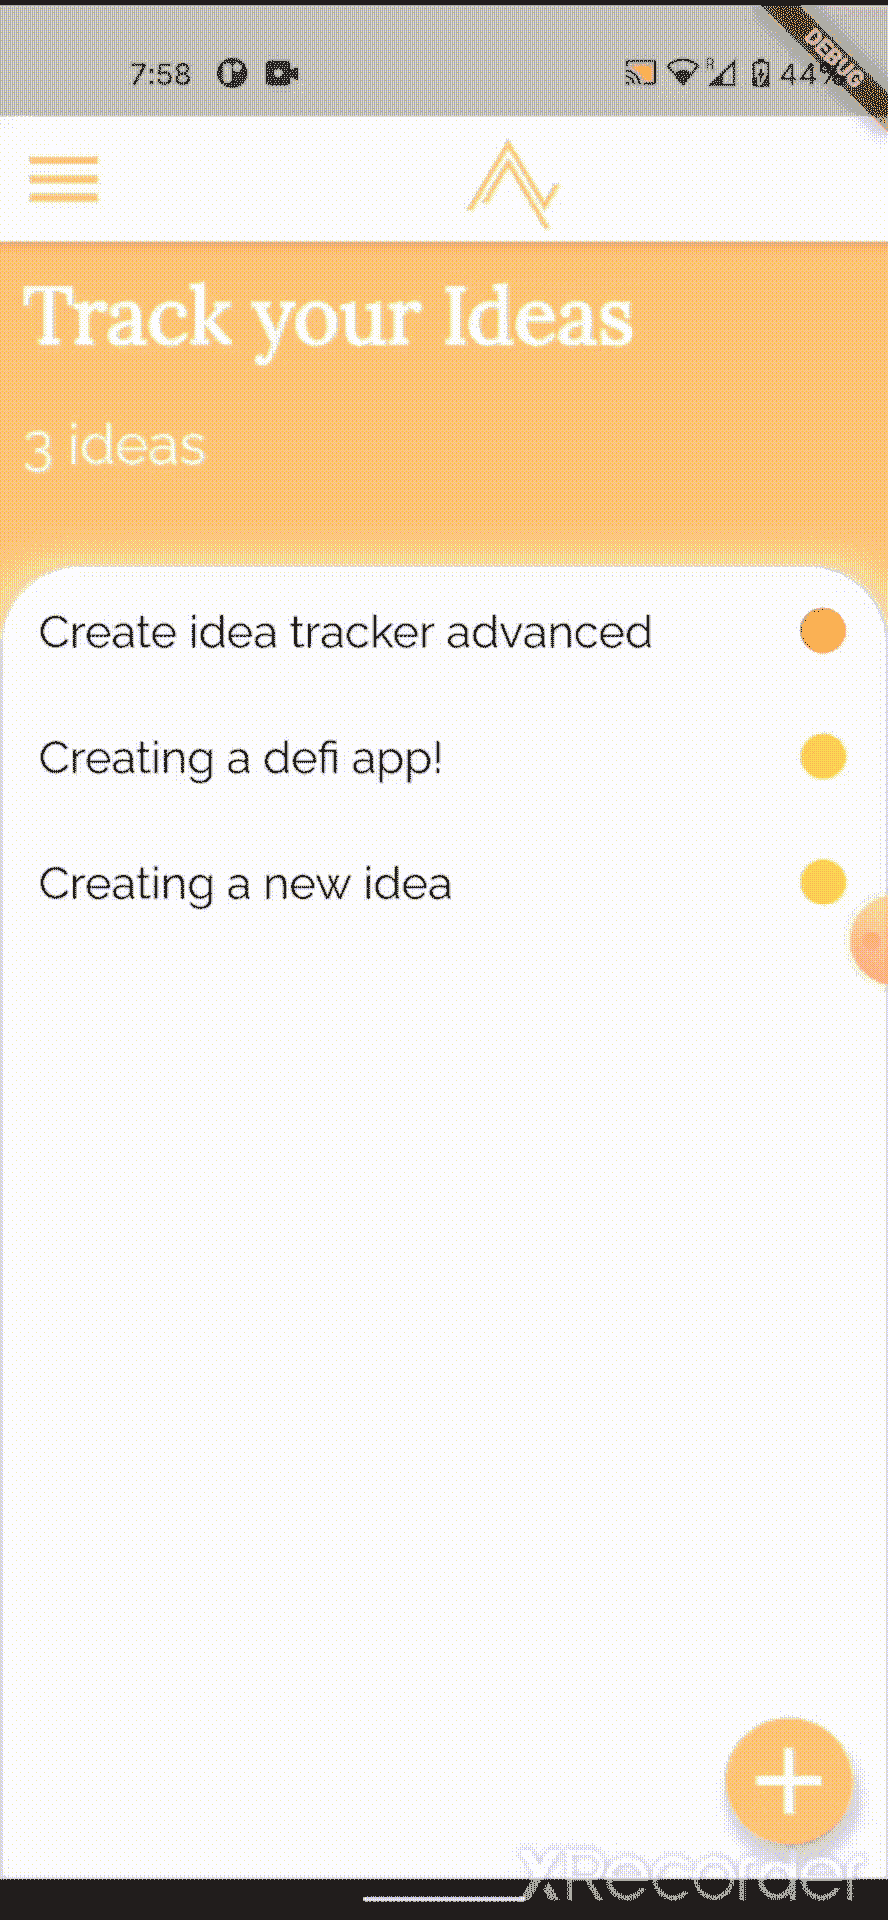 7:58
R
44%
DEBUG
Track your Ideas
3 ideas
Create idea tracker advanced
Creating a defi app!
Creating a new idea
XRecorder